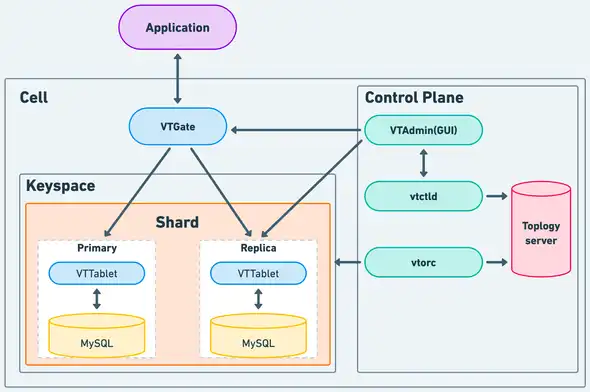 Application
Cell
Control Plane
VTGate
VTAdmin(GUI)
Keyspace
vtctld
Shard
Toplogy
server
Primary
Replica
VTTablet
VTTablet
vtorc
MySQL
MySQL